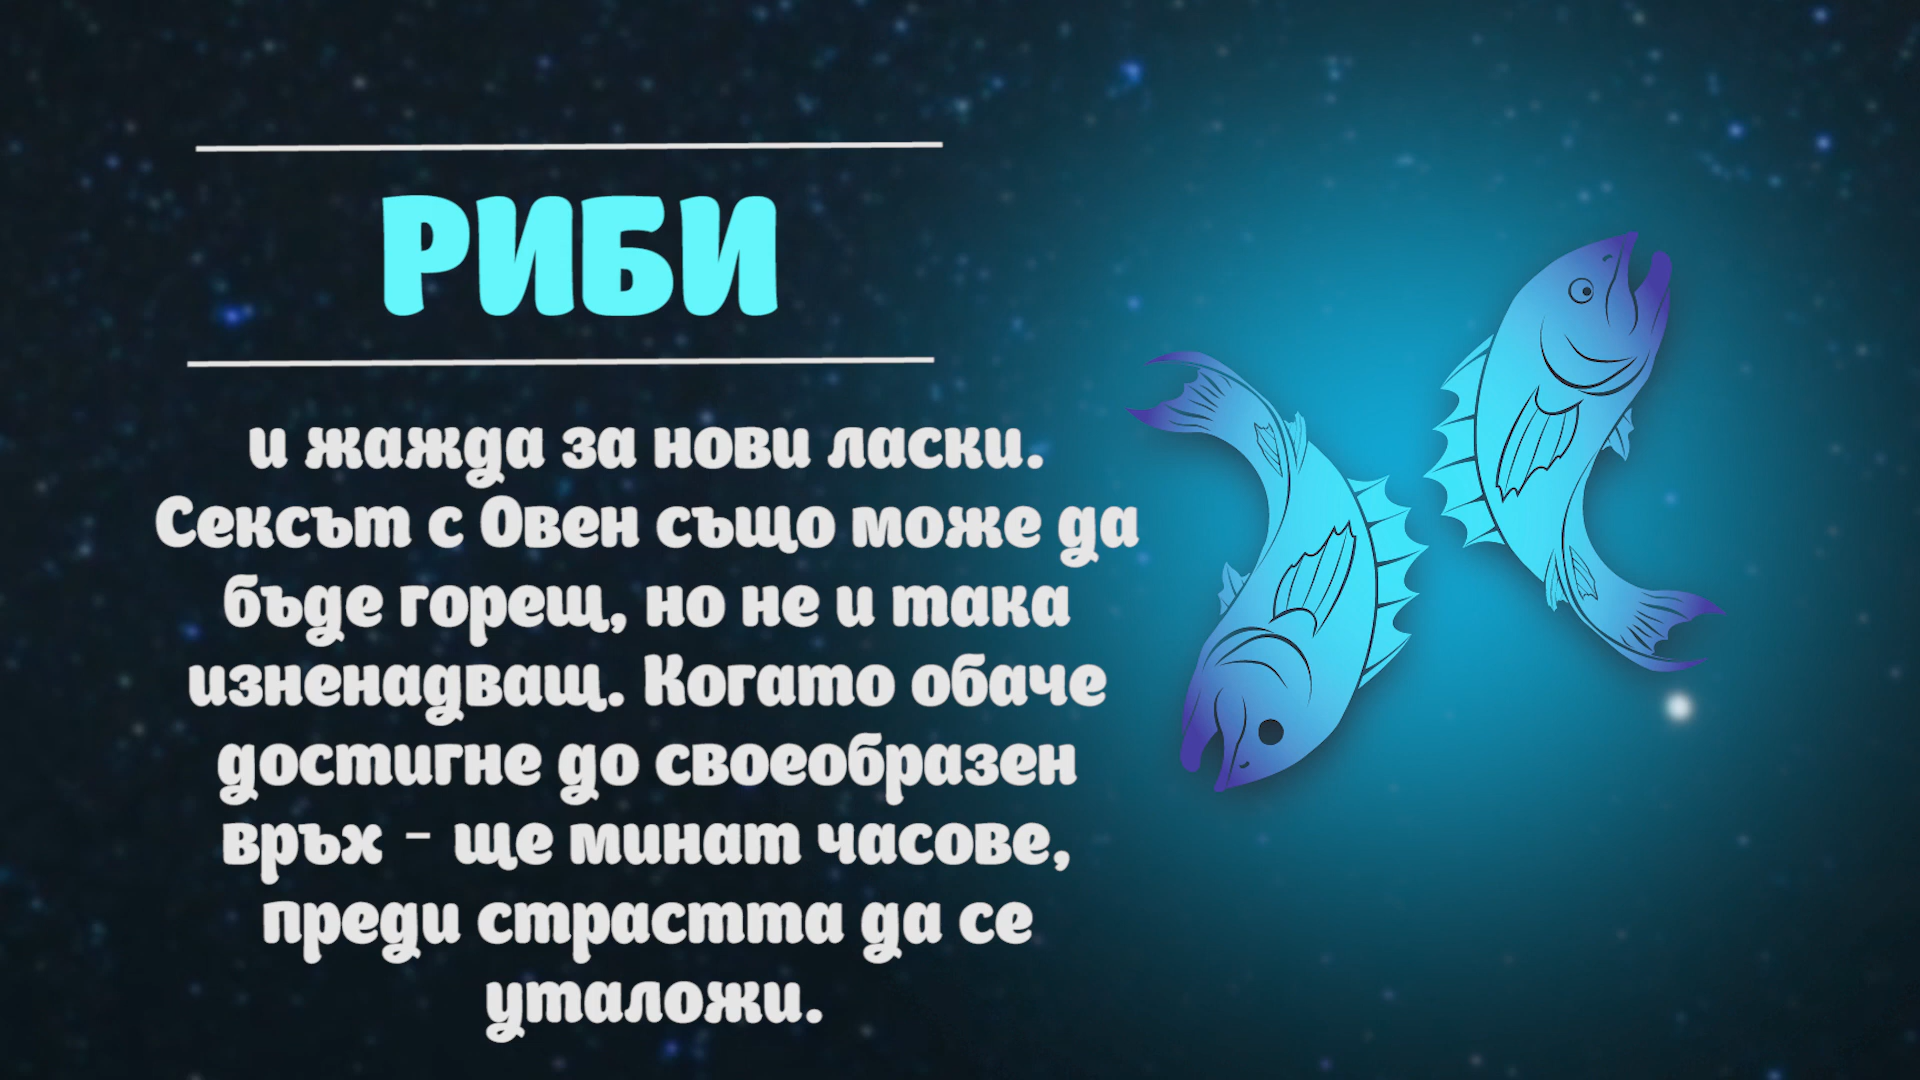 РИБИ
и жажда за нови ласки.
Сексът с Овен също може да
бъде горещ, но не и така
изненадващ. Когато обаче
достигне до своеобразен
връх - ще минат часове,
преди страстта да се
уталожи.